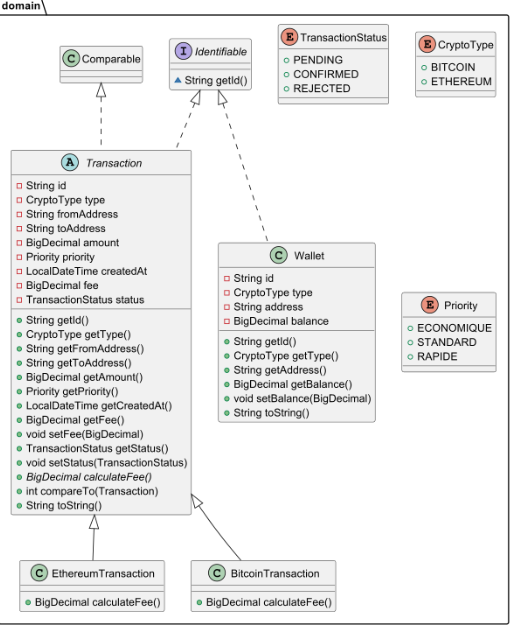 domain
C Comparable
I Identifiable
String getId()
E TransactionStatus
PENDING
CONFIRMED
REJECTED
E CryptoType
BITCOIN
ETHEREUM
A Transaction
String id
CryptoType type
String fromAddress
String toAddress
BigDecimal amount
Priority priority
LocalDateTime createdAt
BigDecimal fee
TransactionStatus status
String getId()
CryptoType getType()
String getFromAddress()
String getToAddress()
BigDecimal getAmount()
Priority getPriority()
LocalDateTime getCreatedAt()
BigDecimal getFee()
void setFee(BigDecimal)
TransactionStatus getStatus()
void setStatus(TransactionStatus)
BigDecimal calculateFee()
int compareTo(Transaction)
String toString()
C Wallet
String id
CryptoType type
String address
BigDecimal balance
String getId()
CryptoType getType()
String getAddress()
BigDecimal getBalance()
void setBalance(BigDecimal)
String toString()
E Priority
ECONOMIQUE
STANDARD
RAPIDE
C EthereumTransaction
BigDecimal calculateFee()
C BitcoinTransaction
BigDecimal calculateFee()